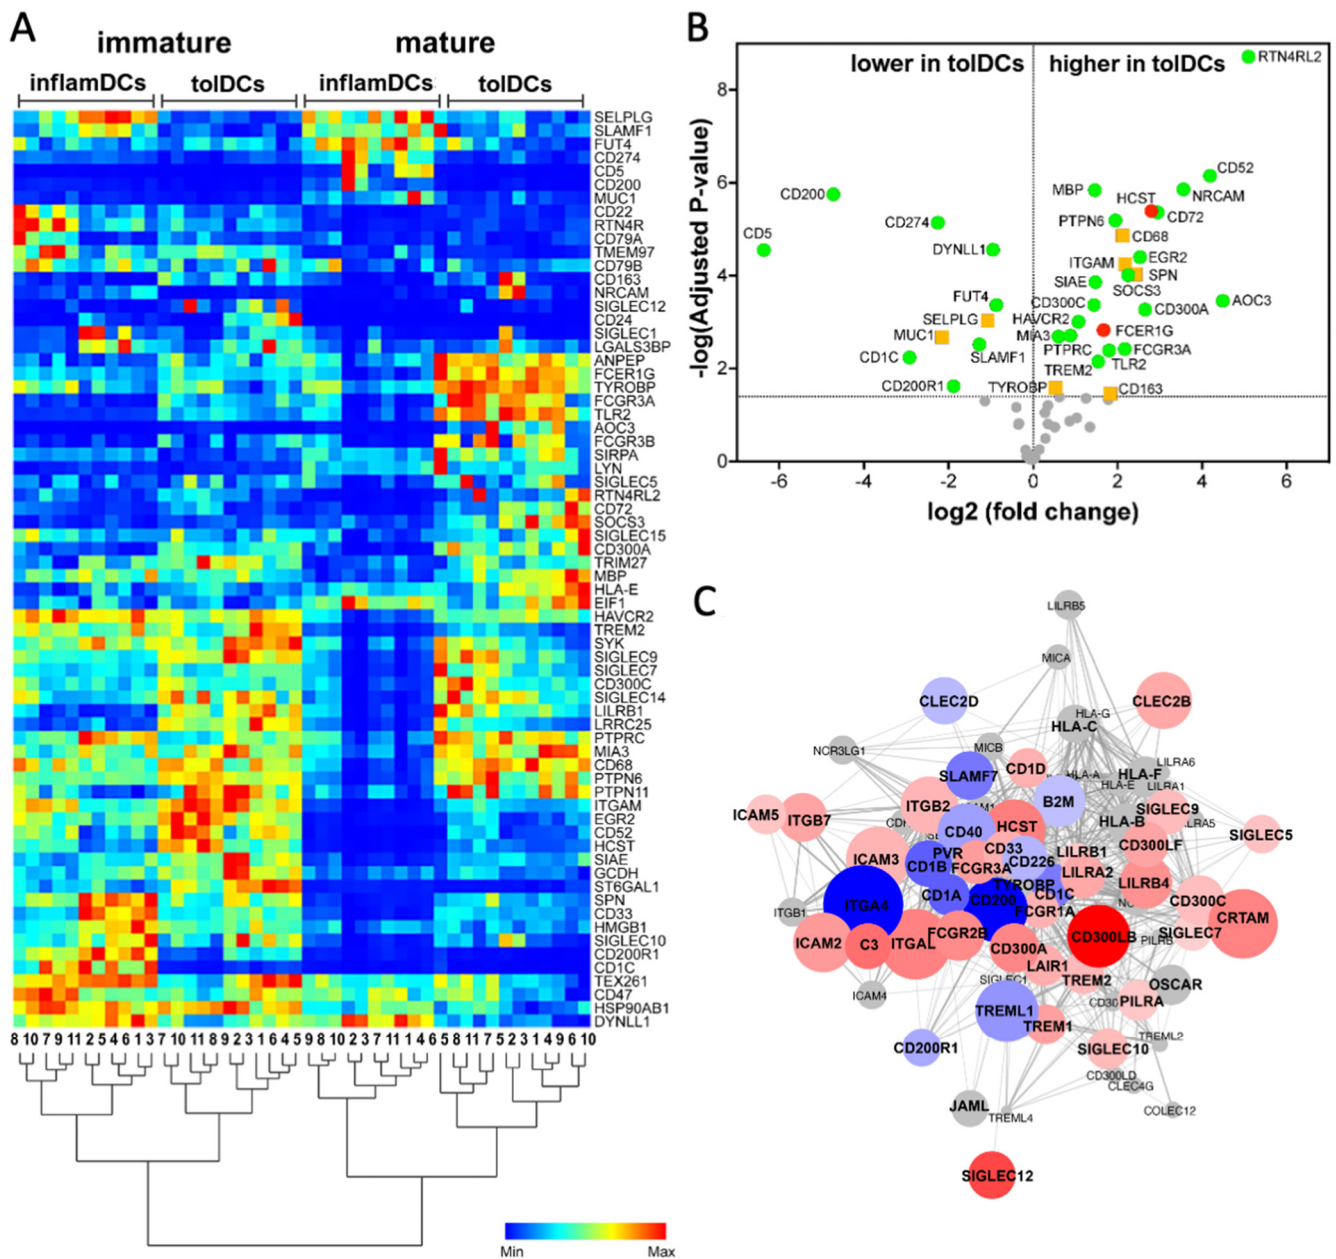 A
immature mature
inflamDCs tolDCs inflamDCs tolDCs
SELPLG
SLAMF1
FUT4
CD274
CD5
CD200
MUC1
CD22
RTN4R
CD79A
TMEM97
CD79B
CD163
NRCAM
SIGLEC12
CD24
SIGLEC1
LGALS3BP
ANPEP
FCER1G
TYROBP
FCGR3A
TLR2
AOC3
FCGR3B
SIRPA
LYN
SIGLEC5
RTN4RL2
CD72
SOCS3
SIGLEC15
CD300A
TRIM27
MBP
HLA-E
EIF1
HAVCR2
TREM2
SYK
SIGLEC9
SIGLEC7
CD300C
SIGLEC14
LILRB1
LRRC25
PTPRC
MIA3
CD68
PTPN6
PTPN11
ITGAM
EGR2
CD52
HCST
SIAE
GCDH
ST6GAL1
SPN
CD33
HMGB1
SIGLEC10
CD200R1
CD1C
TEX261
CD47
HSP90AB1
DYNLL1
8 10 7 9 11 2 5 4 6 1 3 7 10 11 8 9 2 3 1 6 4 5 9 8 10 2 3 7 11 1 4 6 5 8 11 7 5 2 3 1 4 9 6 10
Min Max
B
lower in tolDCs higher in tolDCs
-log(Adjusted P-value)
8
6
4
2
0
-6 -4 -2 0 2 4 6
log2 (fold change)
RTN4RL2
CD52
CD200
MBP
HCST
NRCAM
CD274
PTPN6
CD72
CD5
CD68
DYNLL1
ITGAM
EGR2
SPN
SIAE
SOCS3
FUT4
CD300C
CD300A
AOC3
SELPLG
HAVCR2
MUC1
MIA3
FCER1G
CD1C
SLAMF1
PTPRC
FCGR3A
TREM2
TLR2
CD200R1
TYROBP
CD163
C
LILRB5
MICA
CLEC2D
CLEC2B
HLA-G
HLA-C
NCR3LG1
MICB
LILRA6
SLAMF7
CD1D
HLA-A
HLA-F
HLA-E
LILRA1
ITGB2
B2M
SIGLEC9
ICAM5
ITGB7
CD40
HCST
HLA-B
SIGLEC5
CD33
CD300LF
PVR
LILRB1
ICAM3
CD1B
FCGR3A
CD226
LILRA2
TYROBP
LILRB4
CD1A
CD1C
ITGA4
CD200
CD300C
ITGB1
FCGR1A
CRTAM
FCGR2B
CD300LB
PILRB
SIGLEC7
ICAM2
C3
ITGAL
CD300A
LAIR1
SIGLEC1
TREM2
OSCAR
ICAM4
PILRA
TREML1
TREM1
TREML2
CD200R1
SIGLEC10
CD300LD
CLEC4G
JAML
TREML4
COLEC12
SIGLEC12